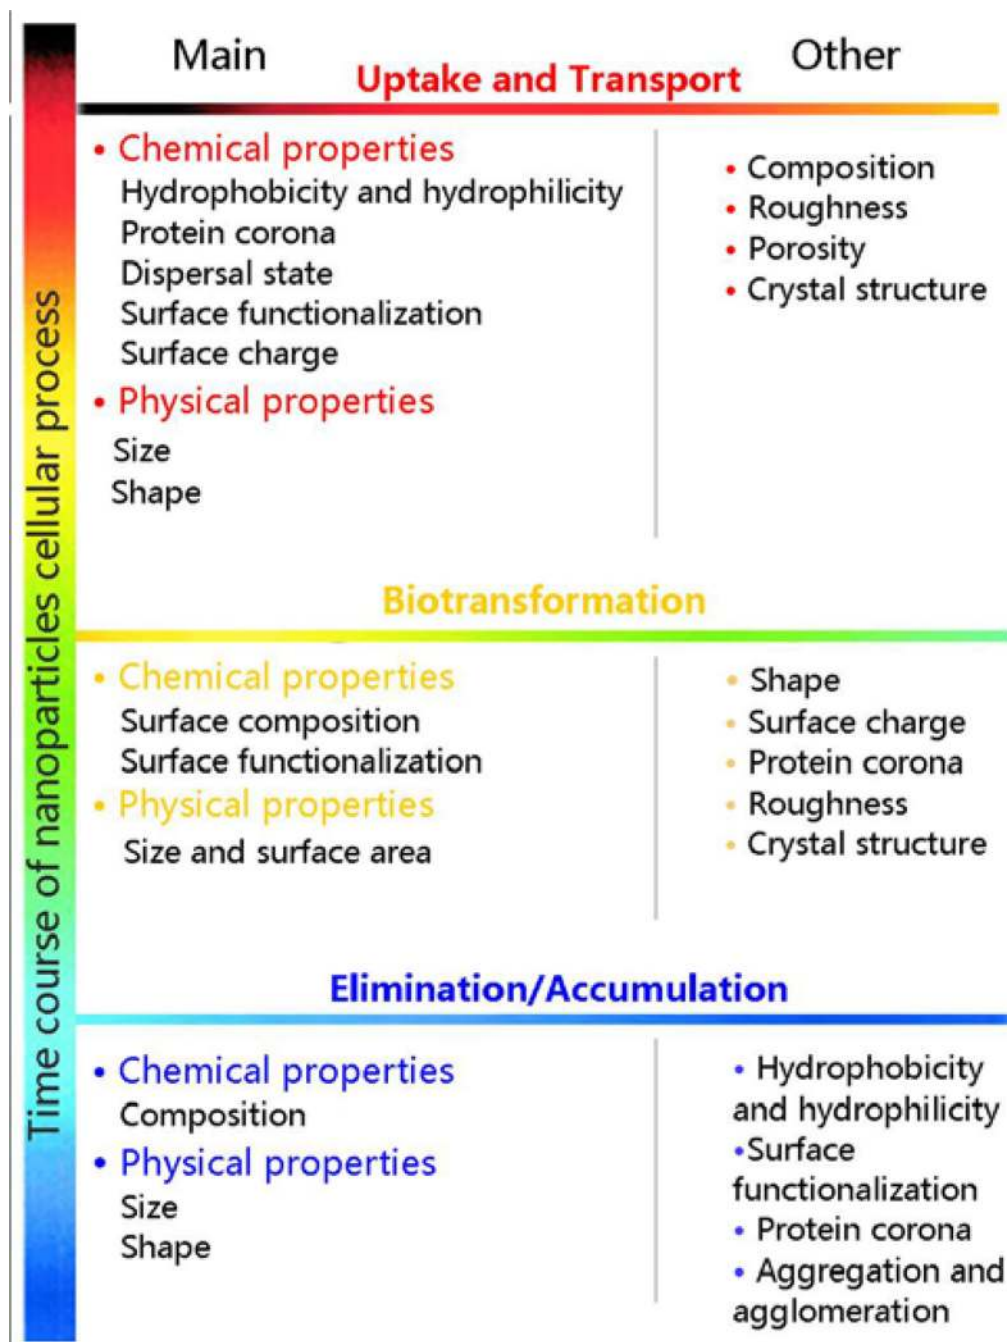 Time course of nanoparticles cellular process
Main
Other
Uptake and Transport
• Chemical properties
Hydrophobicity and hydrophilicity
Protein corona
Dispersal state
Surface functionalization
Surface charge
• Physical properties
Size
Shape
• Composition
• Roughness
• Porosity
• Crystal structure
Biotransformation
• Chemical properties
Surface composition
Surface functionalization
• Physical properties
Size and surface area
• Shape
• Surface charge
• Protein corona
• Roughness
• Crystal structure
Elimination/Accumulation
• Chemical properties
Composition
• Physical properties
Size
Shape
• Hydrophobicity
and hydrophilicity
•Surface
functionalization
• Protein corona
• Aggregation and
agglomeration